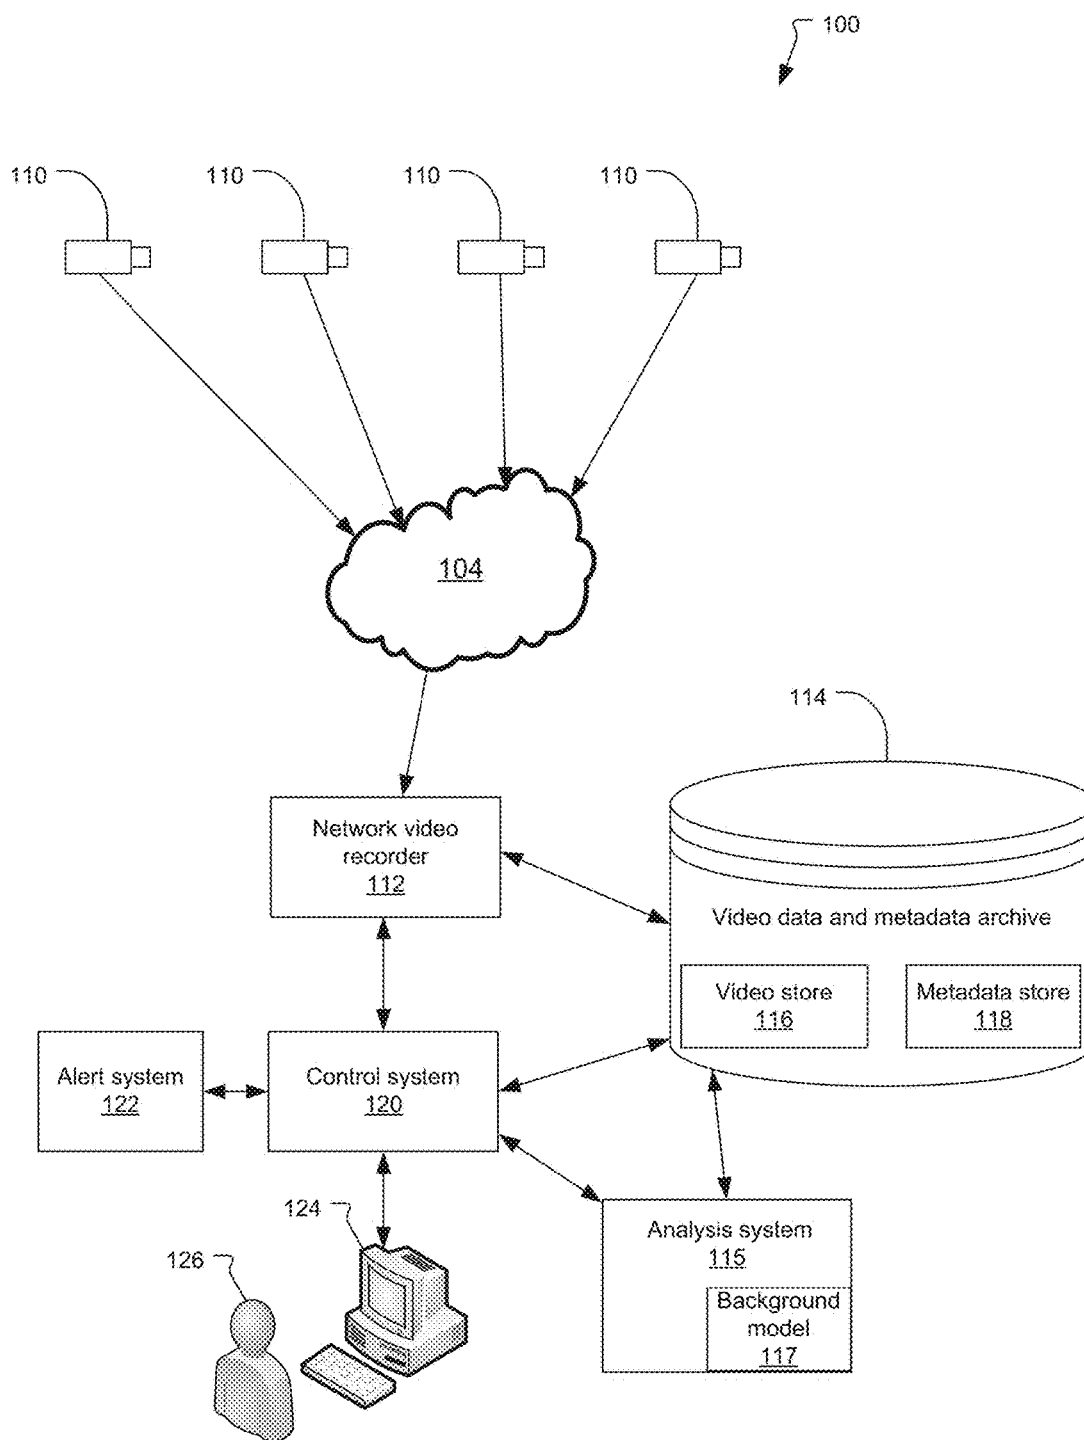 100
110
110
110
110
104
114
Network video
recorder
112
Video data and metadata archive
Video store
116
Metadata store
118
Alert system
122
Control system
120
124
126
Analysis system
115
Background
model
117